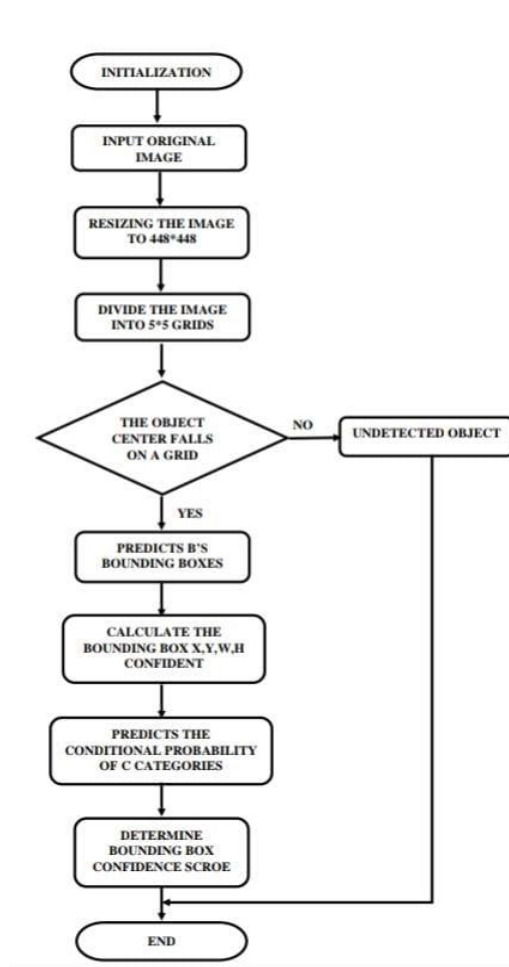 INITIALIZATION
INPUT ORIGINAL
IMAGE
RESIZING THE IMAGE
TO 448*448
DIVIDE THE IMAGE
INTO 5*5 GRIDS
THE OBJECT
CENTER FALLS
ON A GRID
NO
UNDETECTED OBJECT
YES
PREDICTS B'S
BOUNDING BOXES
CALCULATE THE
BOUNDING BOX X,Y,W,H
CONFIDENT
PREDICTS THE
CONDITIONAL PROBABILITY
OF C CATEGORIES
DETERMINE
BOUNDING BOX
CONFIDENCE SCROE
END